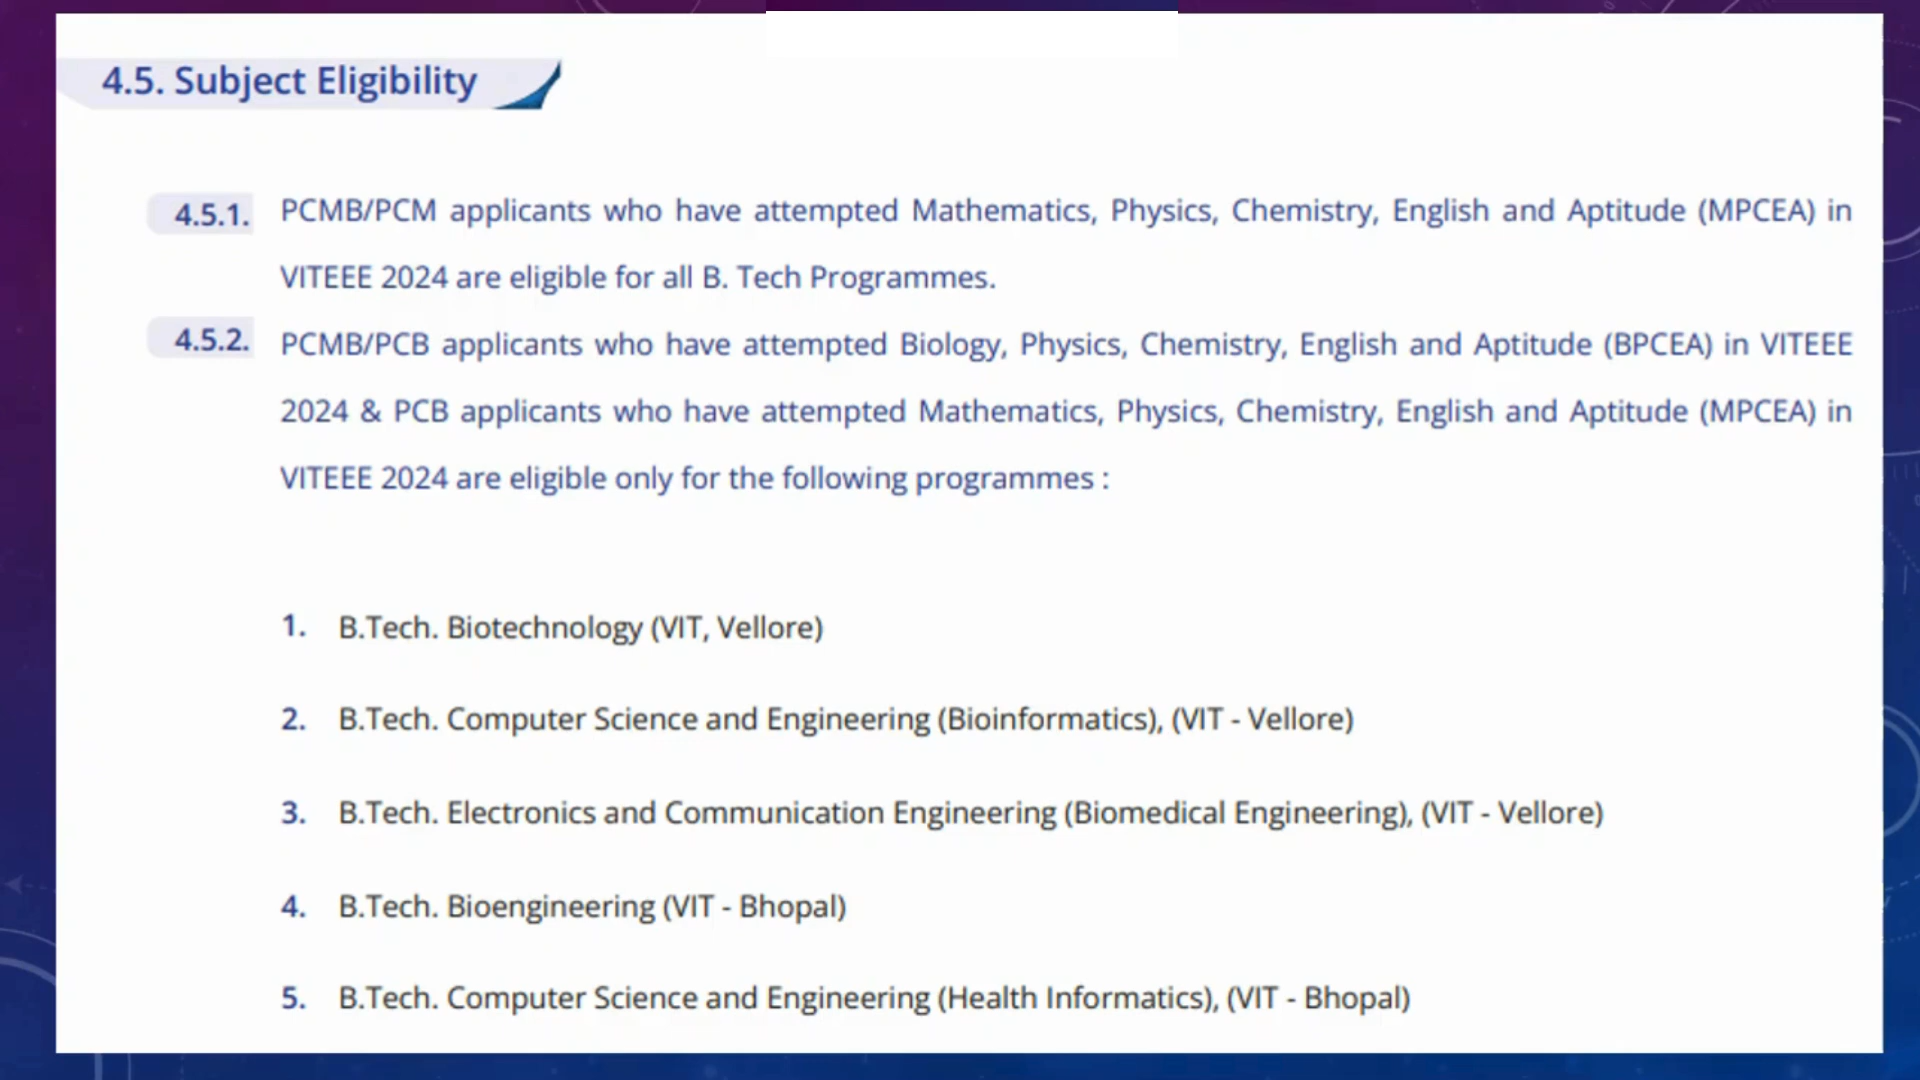 4.5. Subject Eligibility
4.5.1. PCMB/PCM applicants who have attempted Mathematics, Physics, Chemistry, English and Aptitude (MPCEA) in
VITEEE 2024 are eligible for all B. Tech Programmes.
4.5.2. PCMB/PCB applicants who have attempted Biology, Physics, Chemistry, English and Aptitude (BPCEA) in VITEEE
2024 & PCB applicants who have attempted Mathematics, Physics, Chemistry, English and Aptitude (MPCEA) in
VITEEE 2024 are eligible only for the following programmes :
1. B.Tech. Biotechnology (VIT, Vellore)
2. B.Tech. Computer Science and Engineering (Bioinformatics), (VIT - Vellore)
3. B.Tech. Electronics and Communication Engineering (Biomedical Engineering), (VIT - Vellore)
4. B.Tech. Bioengineering (VIT - Bhopal)
5. B.Tech. Computer Science and Engineering (Health Informatics), (VIT - Bhopal)